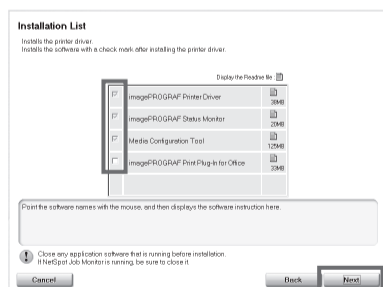 Installation List
Installs the printer driver.
Installs the software with a check mark after installing the printer driver.
Display the Readme file
imagePROGRAF Printer Driver
38MB
imagePROGRAF Status Monitor
20MB
Media Configuration Tool
125MB
imagePROGRAF Print Plug-In for Office
33MB
Point the software names with the mouse, and then displays the software instruction here.
Close any application software that is running before installation.
If NetSpot Job Monitor is running, be sure to close it.
Cancel
Back
Next